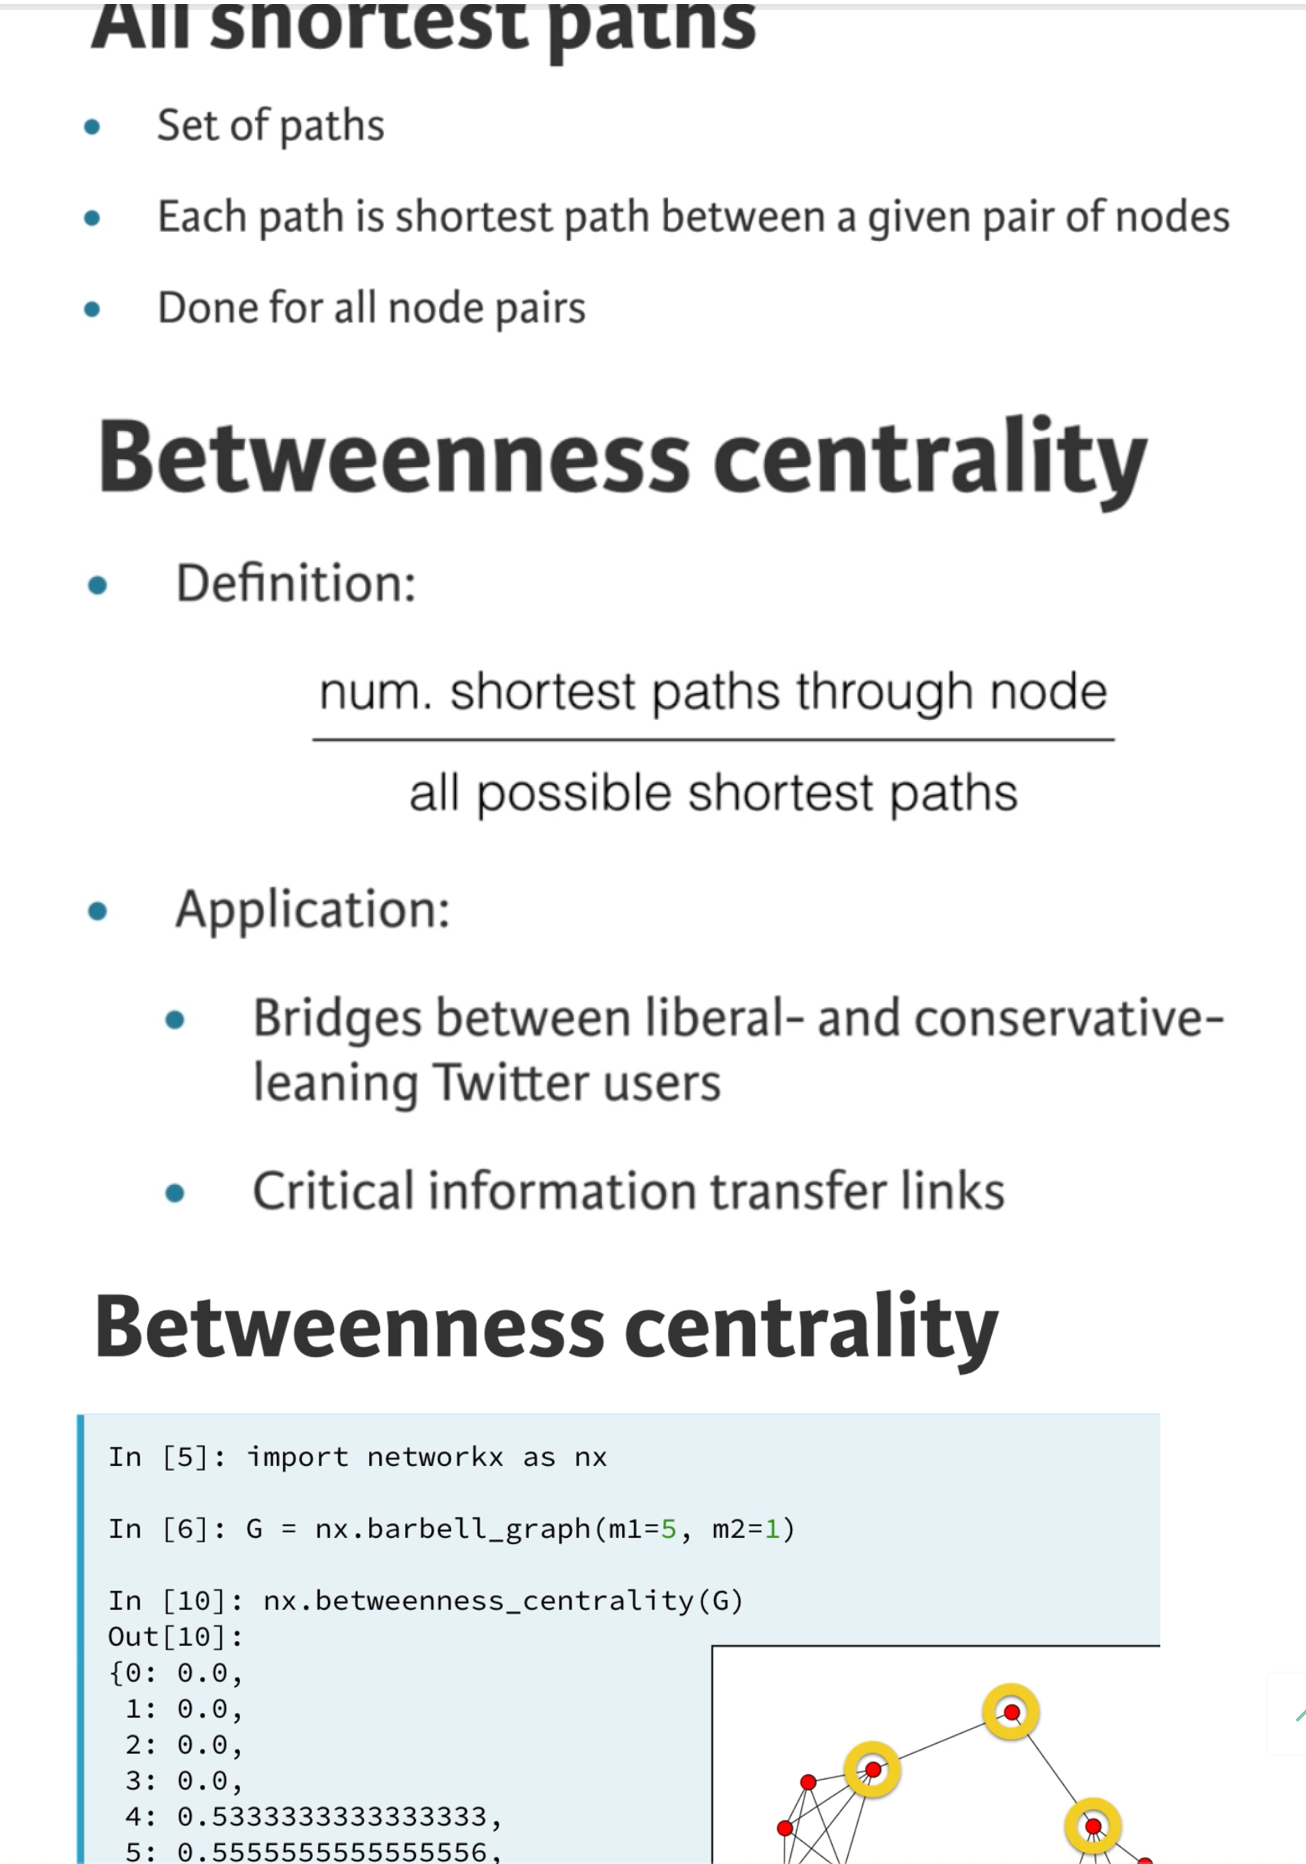 All shortest paths
• Set of paths
• Each path is shortest path between a given pair of nodes
• Done for all node pairs
Betweenness centrality
• Definition:
num. shortest paths through node
all possible shortest paths
• Application:
• Bridges between liberal- and conservative-
leaning Twitter users
• Critical information transfer links
Betweenness centrality
In [5]: import networkx as nx
In [6]: G = nx.barbell_graph(m1=5, m2=1)
In [10]: nx.betweenness_centrality(G)
Out[10]:
{0: 0.0,
1: 0.0,
2: 0.0,
3: 0.0,
4: 0.5333333333333333,
5: 0.5555555555555556,